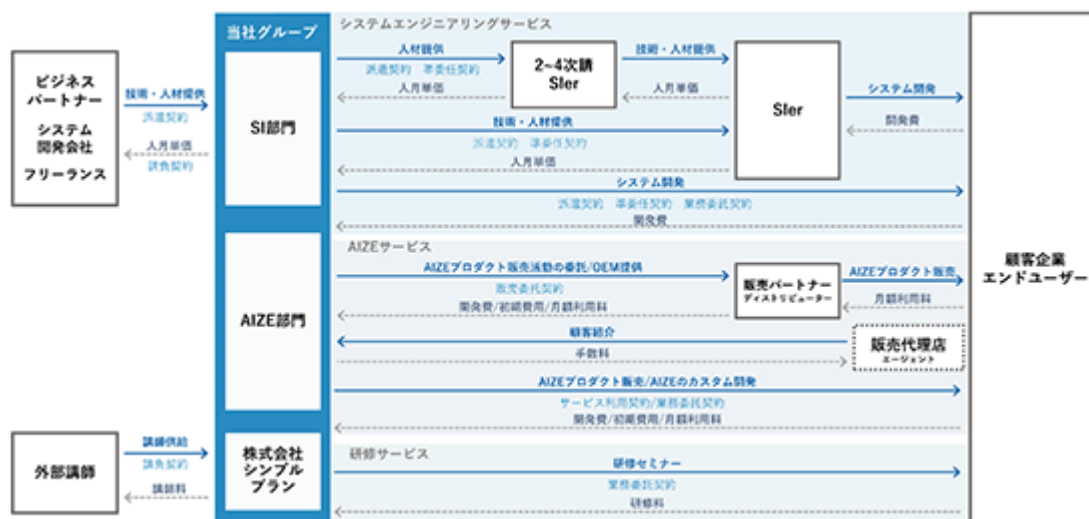 当社グループ
システムエンジニアリングサービス
ビジネス
パートナー
システム
開発会社
フリーランス
技術・人材提供
派遣契約
人月単価
請負契約
SI部門
人材提供
派遣契約 準委任契約
人月単価
2~4次請
SIer
技術・人材提供
人月単価
SIer
システム開発
開発費
技術・人材提供
派遣契約 準委任契約
人月単価
システム開発
派遣契約 準委任契約 業務委託契約
開発費
顧客企業
エンドユーザー
AIZEサービス
AIZE部門
AIZEプロダクト販売活動の委託/OEM提供
販売委託契約
開発費/初期費用/月額利用料
販売パートナー
ディストリビューター
AIZEプロダクト販売
月額利用料
顧客紹介
手数料
販売代理店
エージェント
AIZEプロダクト販売/AIZEのカスタム開発
サービス利用契約/業務委託契約
開発費/初期費用/月額利用料
外部講師
講師供給
請負契約
講師料
株式会社
シンプル
プラン
研修サービス
研修セミナー
業務委託契約
研修料